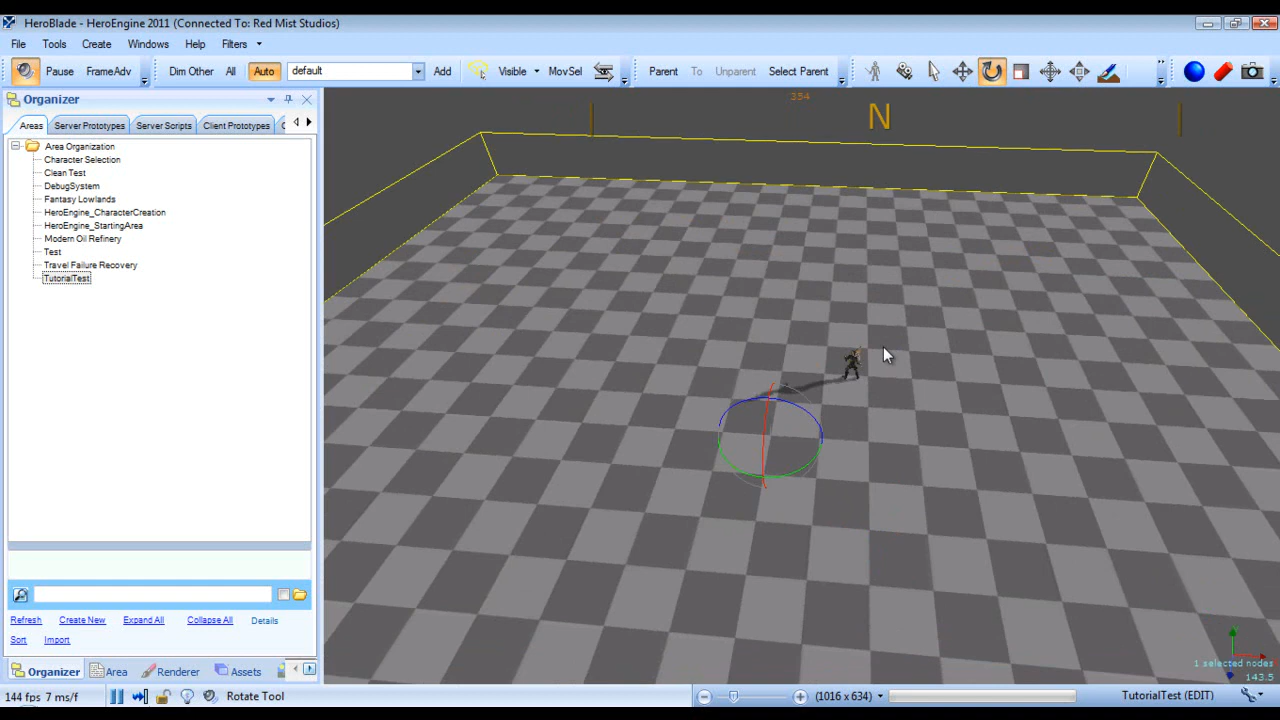 HeroBlade - HeroEngine 2011 (Connected To: Red Mist Studios)
File Tools Create Windows Help Filters
Pause FrameAdv Dim Other All Auto default Add Visible MovSel Parent To Unparent Select Parent
Organizer
Areas Server Prototypes Server Scripts Client Prototypes
Area Organization
Character Selection
Clean Test
DebugSystem
Fantasy Lowlands
HeroEngine_CharacterCreation
HeroEngine_StartingArea
Modern Oil Refinery
Test
Travel Failure Recovery
TutorialTest
Refresh Create New Expand All Collapse All Details
Sort Import
Organizer Area Renderer Assets
354
N
1 selected nodes
143.5
144 fps 7 ms/f Rotate Tool (1016 x 634) TutorialTest (EDIT)